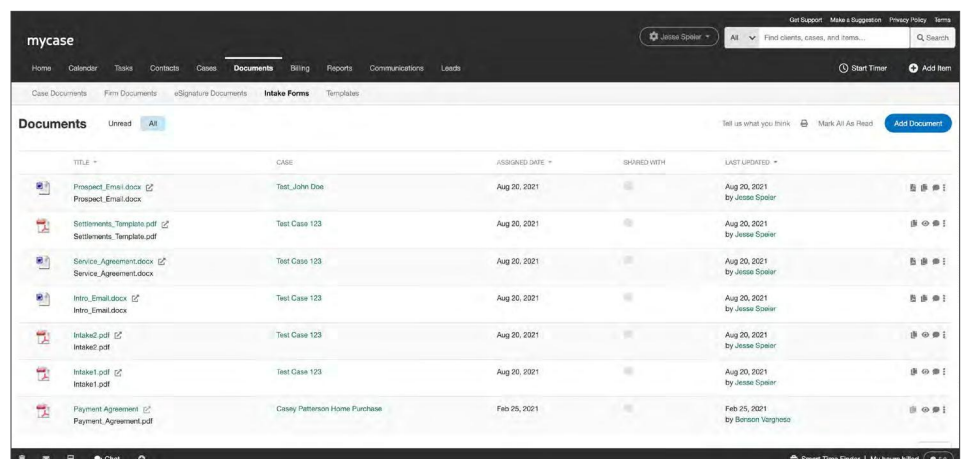 Get Support Make a Suggestion Privacy Policy Terms
mycase
Jesse Speier
All
Find clients, cases, and items...
Search
Home Calendar Tasks Contacts Cases Documents Billing Reports Communications Leads
Start Timer
Add Item
Case Documents Firm Documents eSignature Documents Intake Forms Templates
Documents Unread All
Tell us what you think Mark All As Read Add Document
TITLE CASE ASSIGNED DATE SHARED WITH LAST UPDATED
Prospect_Email.docx Test_John Doe Aug 20, 2021 Aug 20, 2021
Prospect_Email.docx by Jesse Speier
Settlements_Template.pdf Test Case 123 Aug 20, 2021 Aug 20, 2021
Settlements_Template.pdf by Jesse Speier
Service_Agreement.docx Test Case 123 Aug 20, 2021 Aug 20, 2021
Service_Agreement.docx by Jesse Speier
Intro_Email.docx Test Case 123 Aug 20, 2021 Aug 20, 2021
Intro_Email.docx by Jesse Speier
Intake2.pdf Test Case 123 Aug 20, 2021 Aug 20, 2021
Intake2.pdf by Jesse Speier
Intake1.pdf Test Case 123 Aug 20, 2021 Aug 20, 2021
Intake1.pdf by Jesse Speier
Payment Agreement Casey Patterson Home Purchase Feb 25, 2021 Feb 25, 2021
Payment_Agreement.pdf by Benson Varghese
Chat
Smart Time Finder | My hours billed